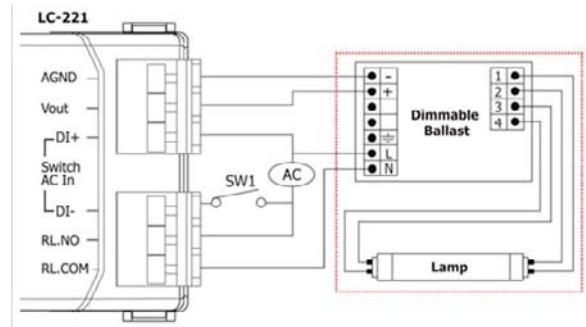 LC-221
AGND
Vout
DI+
Switch
AC In
DI-
RL.NO
RL.COM
SW1
AC
-
+
L
N
Dimmable
Ballast
1
2
3
4
Lamp